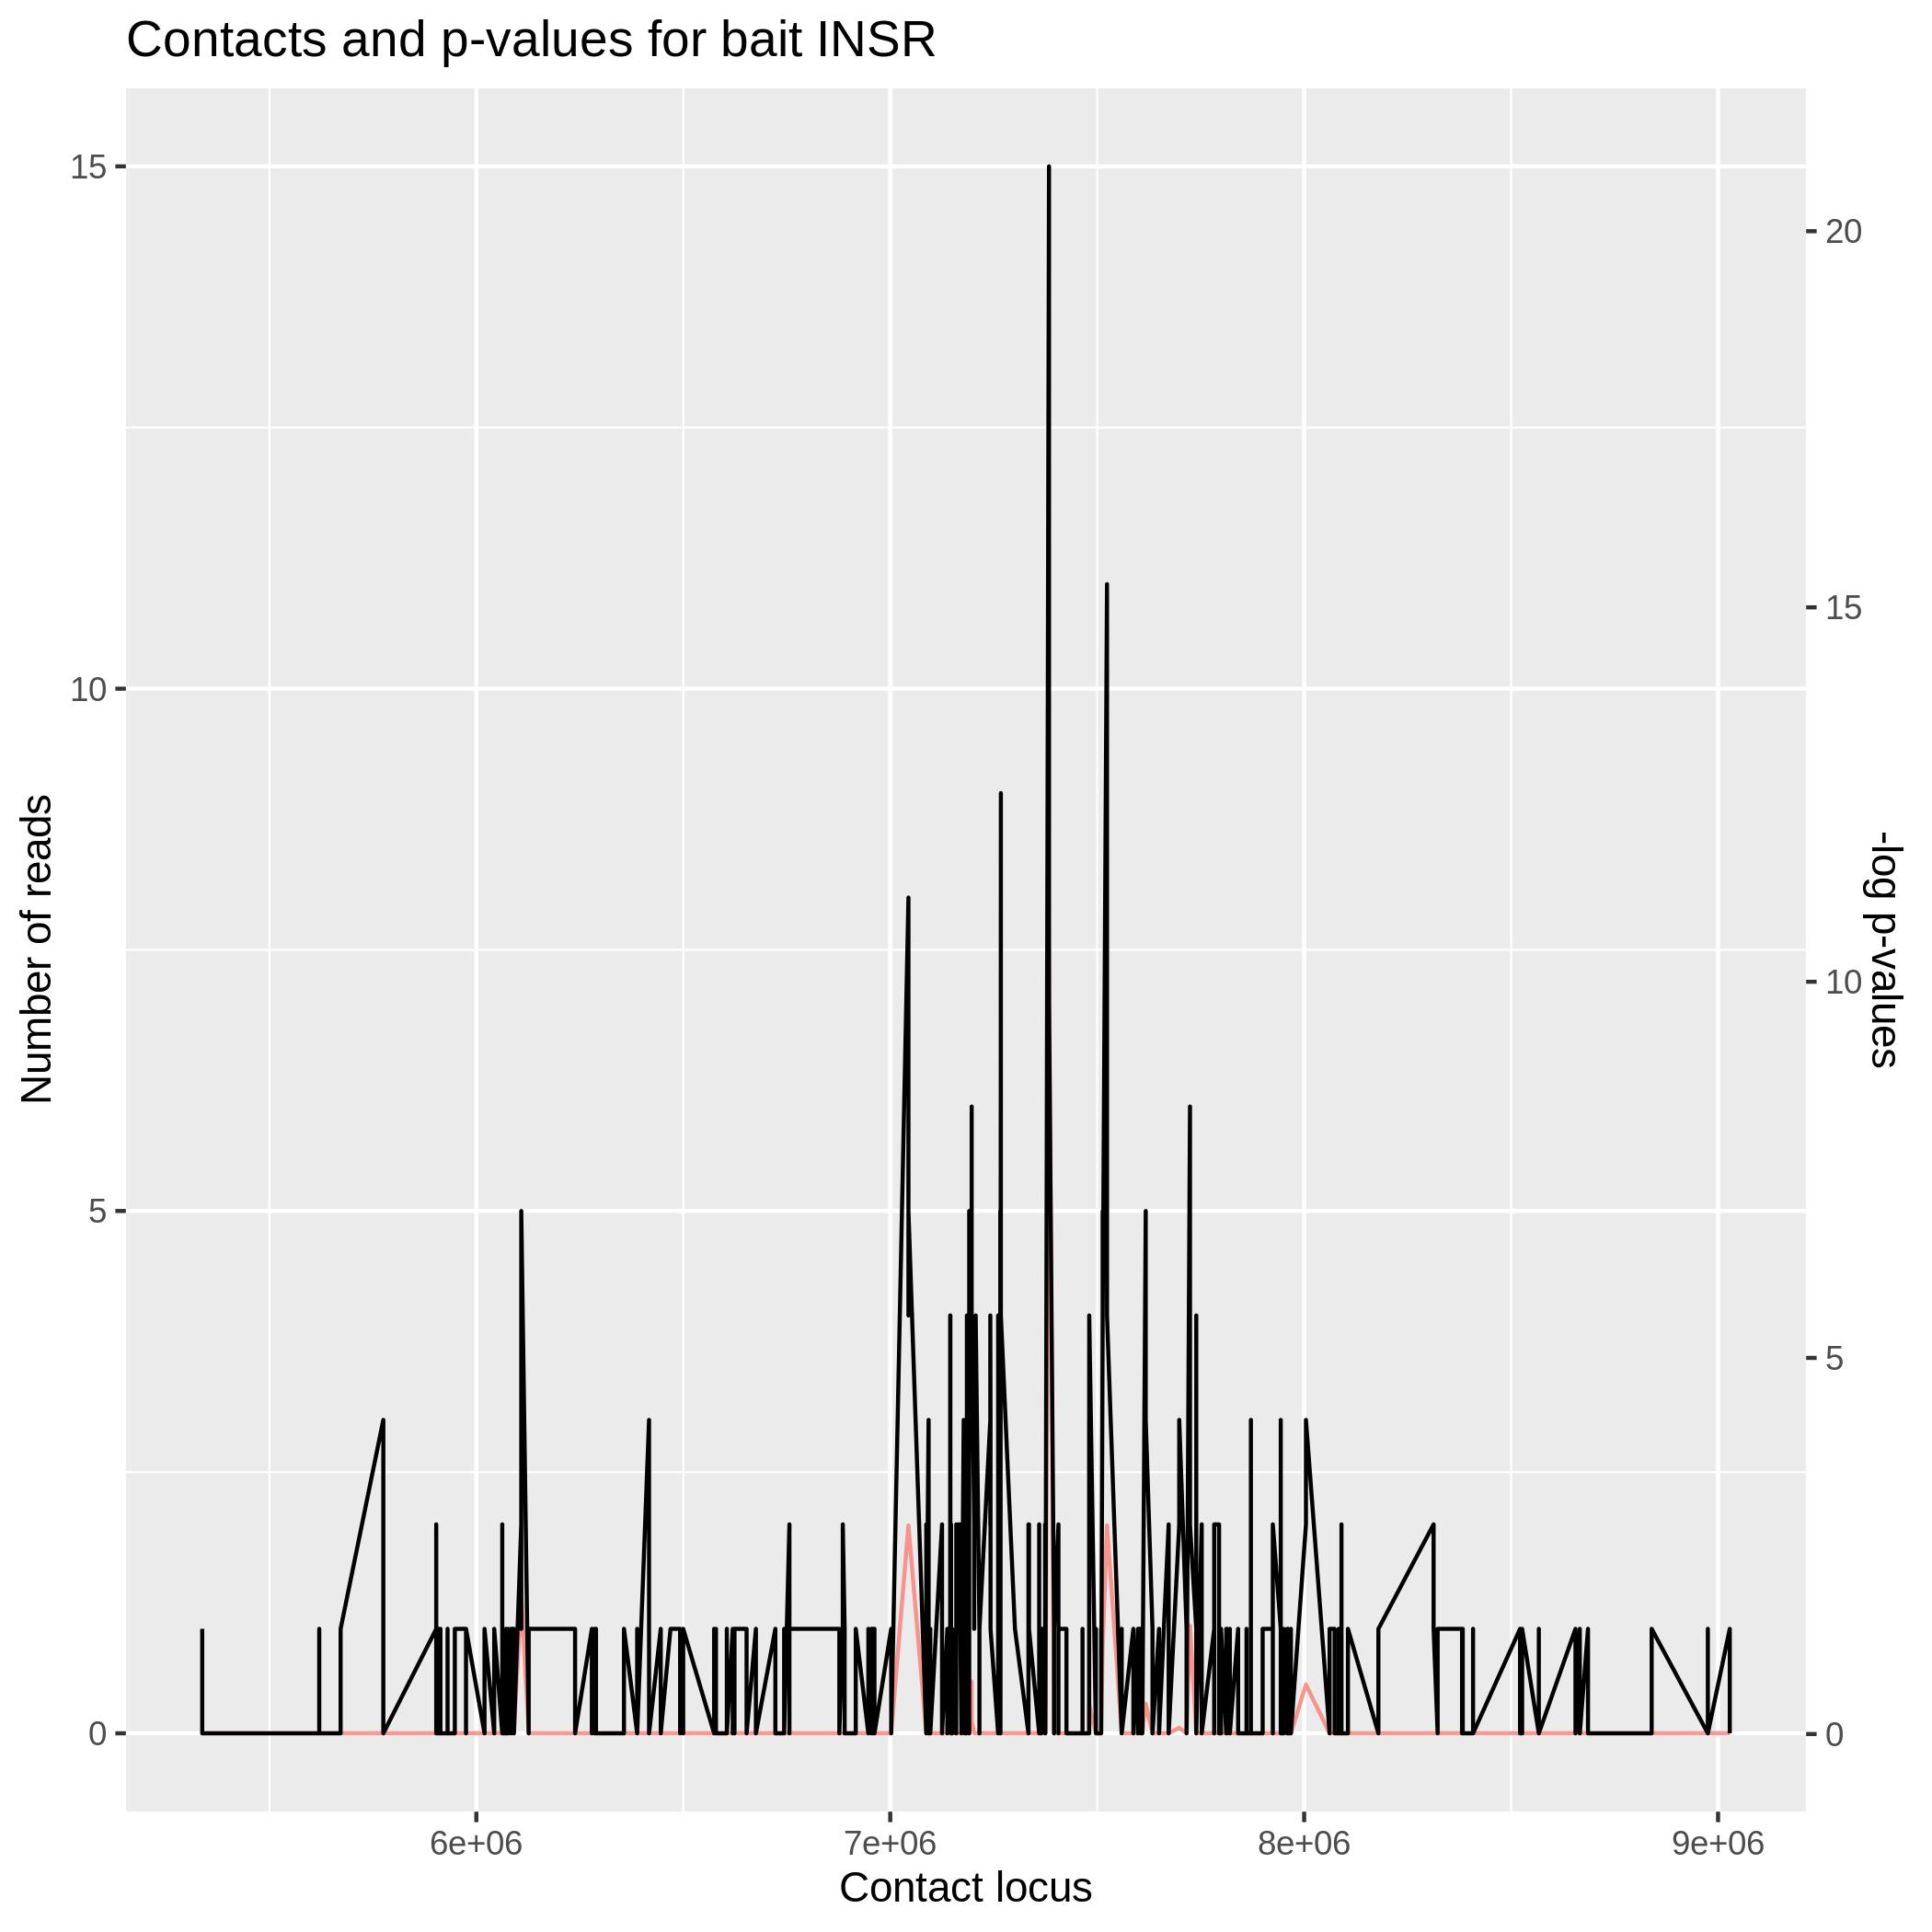 Contacts and p-values for bait INSR
15
10
5
0
Number of reads
20
15
10
5
0
-log p-values
6e+06
7e+06
8e+06
9e+06
Contact locus